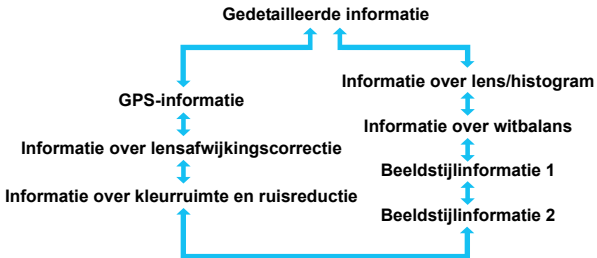 Gedetailleerde informatie
Informatie over lens/histogram
GPS-informatie
Informatie over witbalans
Informatie over lensafwijkingscorrectie
Beeldstijlinformatie 1
Informatie over kleurruimte en ruisreductie
Beeldstijlinformatie 2